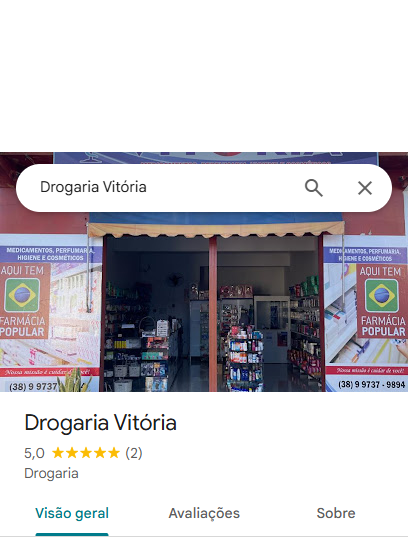 VITÓRIA
Drogaria Vitória
MEDICAMENTOS, PERFUMARIA,
HIGIENE E COSMÉTICOS
AQUI TEM
FARMÁCIA
POPULAR
Nossa missão é cuidar de você!
(38) 9 9737
MEDICAMENTOS, PERFUMARIA,
HIGIENE E COSMÉTICOS
AQUI TEM
FARMÁCIA
POPULAR
Nossa missão é cuidar de você!
(38) 9 9737 - 9894
Drogaria Vitória
5,0 ★★★★★ (2)
Drogaria
Visão geral
Avaliações
Sobre